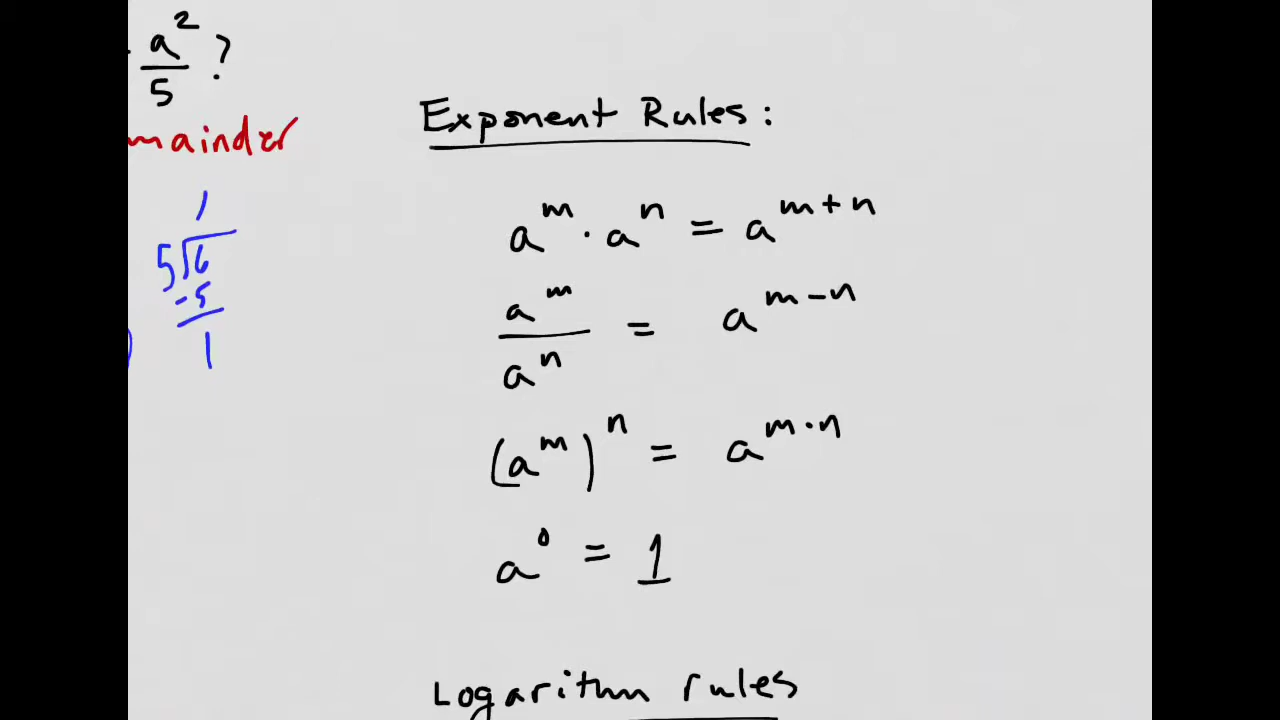 a²/5 ?
mainder
1
5√6
-5
1
Exponent Rules:
a^m · a^n = a^(m+n)
a^m / a^n = a^(m-n)
(a^m)^n = a^(m·n)
a^0 = 1
Logarithm rules